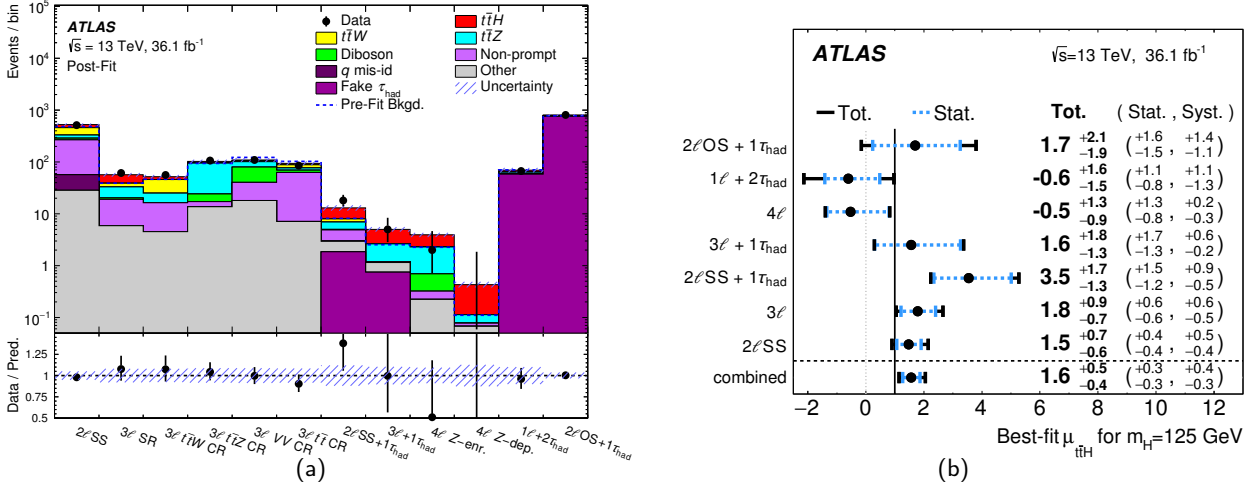 Events / bin
10⁵
10⁴
10³
10²
10
1
10⁻¹
ATLAS
√s = 13 TeV, 36.1 fb⁻¹
Post-Fit
Data
tt̄H
tt̄W
tt̄Z
Diboson
Non-prompt
q mis-id
Other
Fake τhad
Uncertainty
Pre-Fit Bkgd.
Data / Pred.
1.25
1
0.75
0.5
2ℓSS
3ℓ SR
3ℓ tt̄W CR
3ℓ tt̄Z CR
3ℓ VV CR
3ℓ tt̄ CR
2ℓSS+1τhad
3ℓ+1τhad
4ℓ Z-enr.
4ℓ Z-dep.
1ℓ+2τhad
2ℓOS+1τhad
(a)
ATLAS √s=13 TeV, 36.1 fb⁻¹
Tot. Stat. Tot. ( Stat. , Syst. )
2ℓOS + 1τhad 1.7 +2.1 −1.9 ( +1.6 −1.5 , +1.4 −1.1 )
1ℓ + 2τhad -0.6 +1.6 −1.5 ( +1.1 −0.8 , +1.1 −1.3 )
4ℓ -0.5 +1.3 −0.9 ( +1.3 −0.8 , +0.2 −0.3 )
3ℓ + 1τhad 1.6 +1.8 −1.3 ( +1.7 −1.3 , +0.6 −0.2 )
2ℓSS + 1τhad 3.5 +1.7 −1.3 ( +1.5 −1.2 , +0.9 −0.5 )
3ℓ 1.8 +0.9 −0.7 ( +0.6 −0.6 , +0.6 −0.5 )
2ℓSS 1.5 +0.7 −0.6 ( +0.4 −0.4 , +0.5 −0.4 )
combined 1.6 +0.5 −0.4 ( +0.3 −0.3 , +0.4 −0.3 )
−2 0 2 4 6 8 10 12
Best-fit μtt̄H for mH=125 GeV
(b)